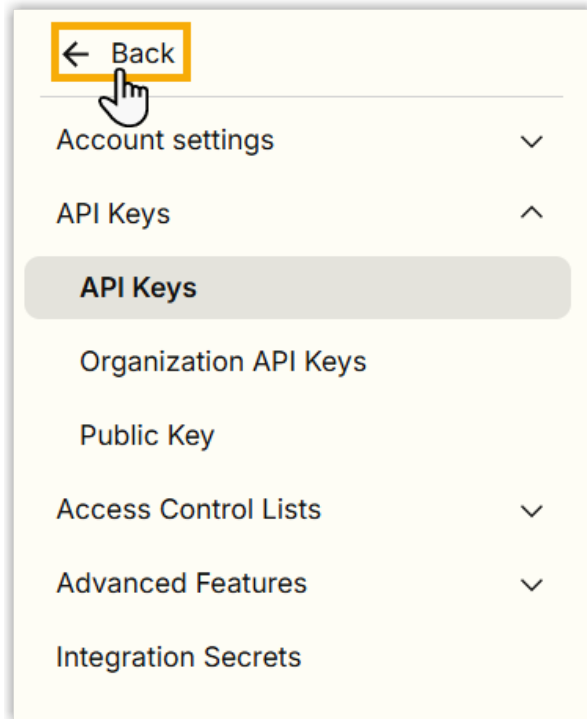 Back
Account settings
API Keys
API Keys
Organization API Keys
Public Key
Access Control Lists
Advanced Features
Integration Secrets